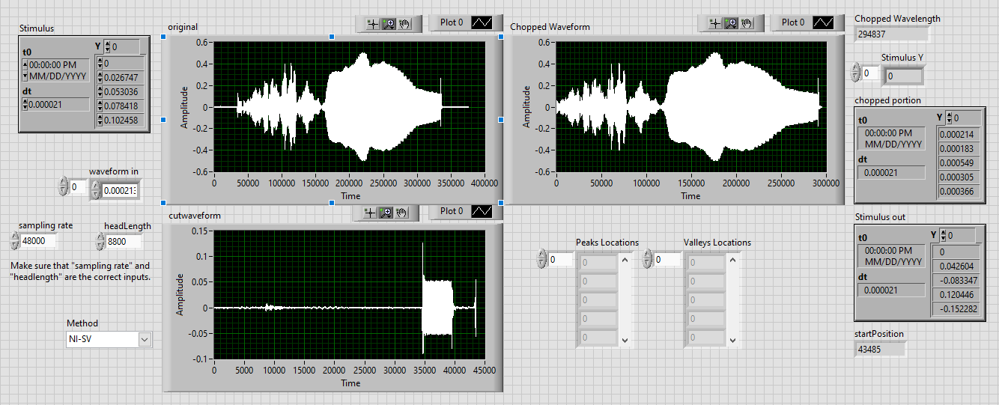 Stimulus
t0
00:00:00 PM
MM/DD/YYYY
dt
0.000021
Y
0
0
0.026747
0.053036
0.078418
0.102458
waveform in
0
0.00021
sampling rate
48000
headLength
8800
Make sure that "sampling rate" and
"headlength" are the correct inputs.
Method
NI-SV
original
Plot 0
0.6
0.4
0.2
0
-0.2
-0.4
-0.6
Amplitude
0 50000 100000 150000 200000 250000 300000 350000 400000
Time
cutwaveform
Plot 0
0.15
0.1
0.05
0
-0.05
-0.1
Amplitude
0 5000 10000 15000 20000 25000 30000 35000 40000 45000
Time
Chopped Waveform
Plot 0
0.6
0.4
0.2
0
-0.2
-0.4
-0.6
Amplitude
0 50000 100000 150000 200000 250000 300000
Time
Peaks Locations
0
0
0
0
0
0
Valleys Locations
0
0
0
0
0
0
Chopped Wavelength
294837
Stimulus Y
0
0
chopped portion
t0
00:00:00 PM
MM/DD/YYYY
dt
0.000021
Y
0
0.000214
0.000183
0.000549
0.000305
0.000366
Stimulus out
t0
00:00:00 PM
MM/DD/YYYY
dt
0.000021
Y
0
0
0.042604
-0.083347
0.120446
-0.152282
startPosition
43485